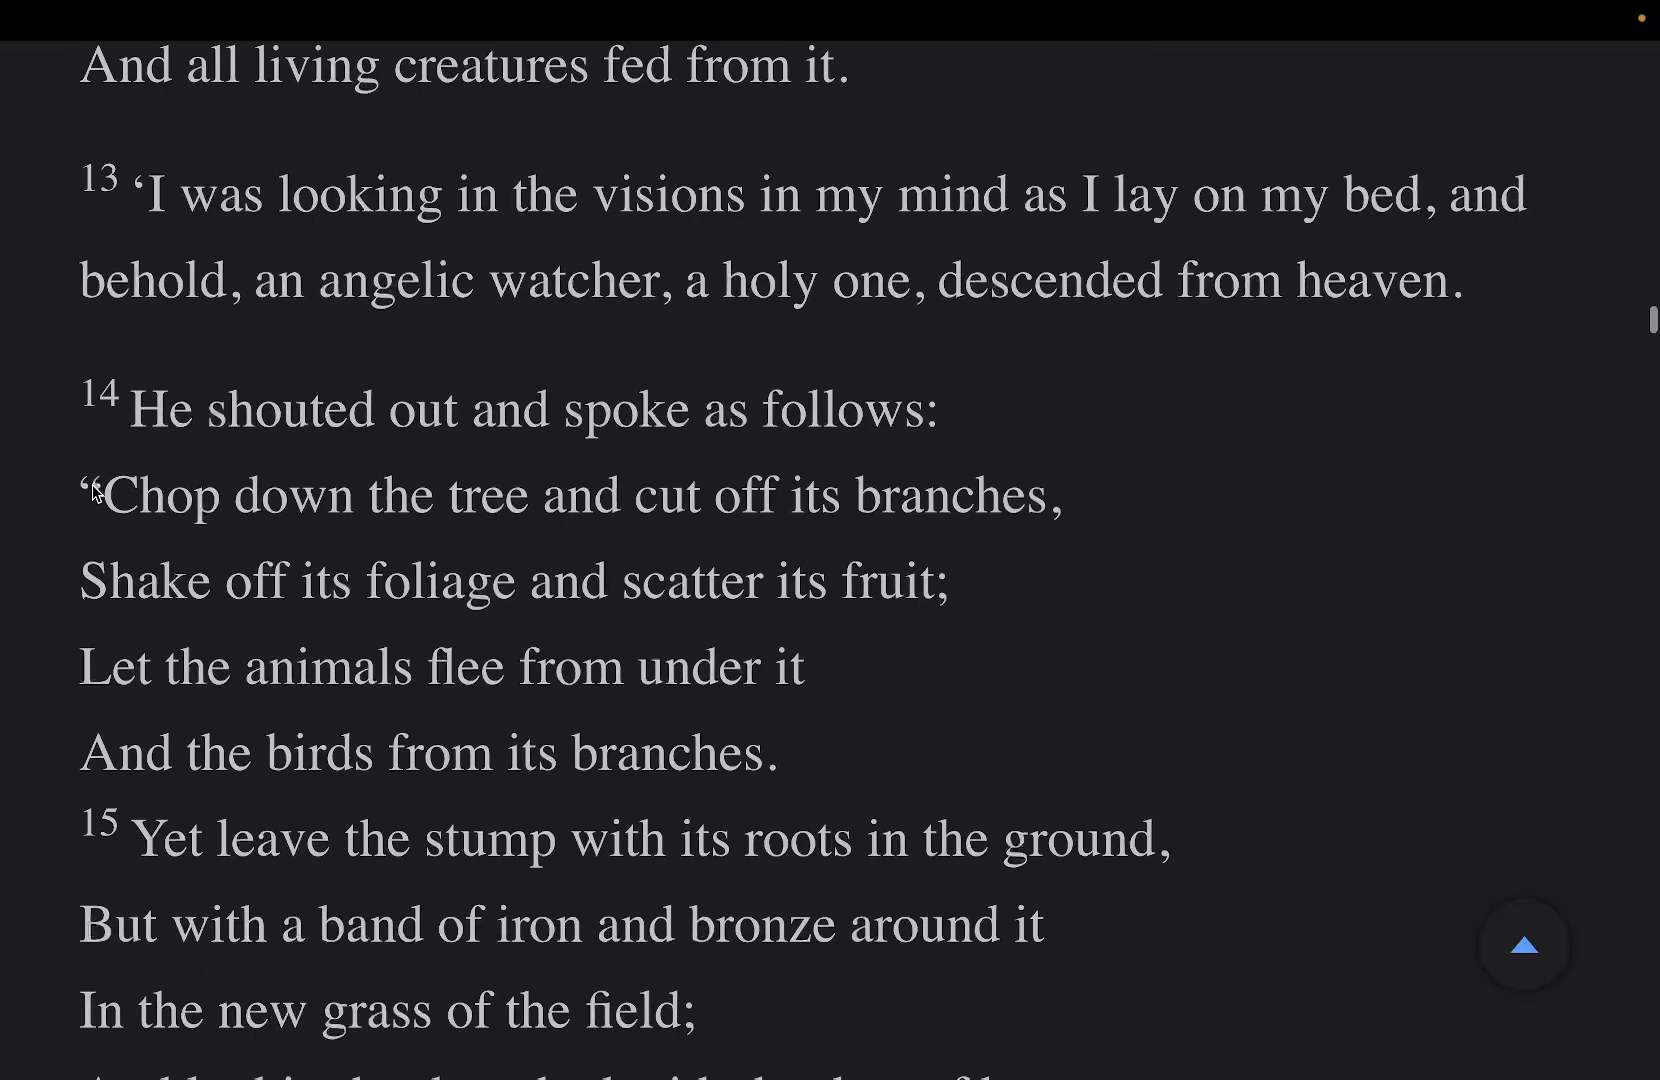 And all living creatures fed from it.
13 ‘I was looking in the visions in my mind as I lay on my bed, and
behold, an angelic watcher, a holy one, descended from heaven.
14 He shouted out and spoke as follows:
“Chop down the tree and cut off its branches,
Shake off its foliage and scatter its fruit;
Let the animals flee from under it
And the birds from its branches.
15 Yet leave the stump with its roots in the ground,
But with a band of iron and bronze around it
In the new grass of the field;